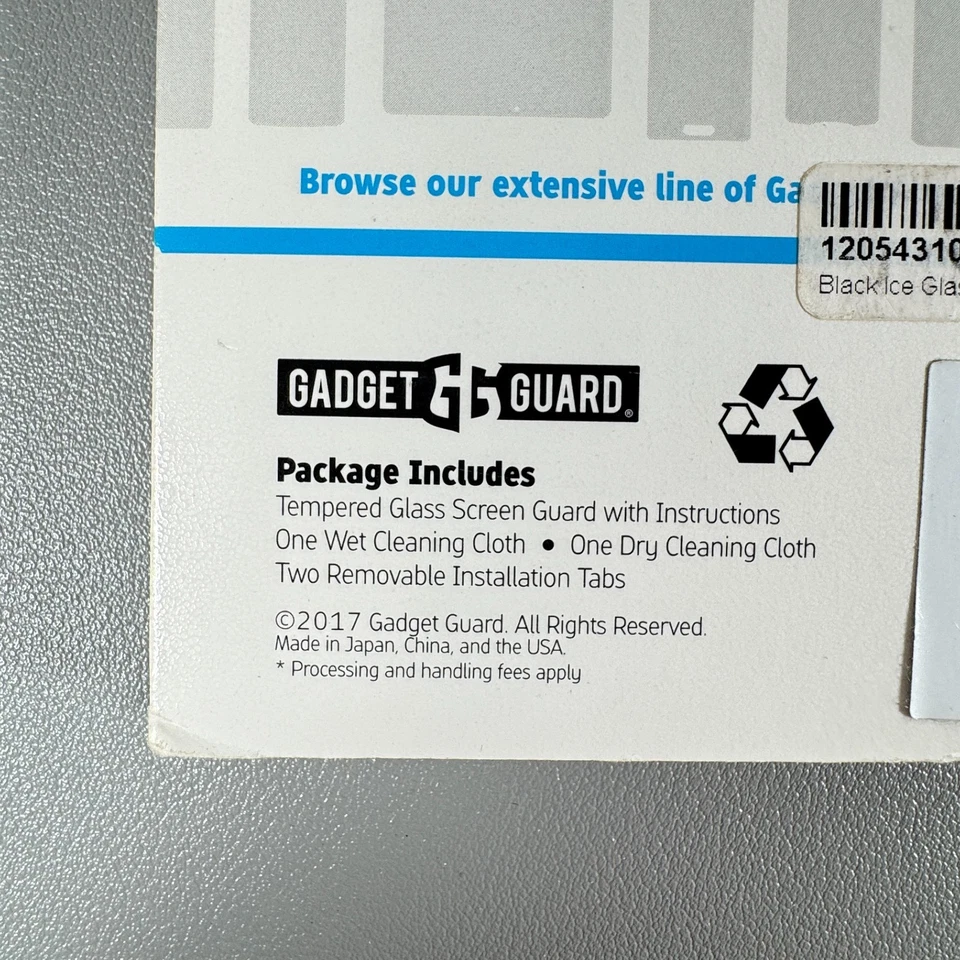 Browse our extensive line of Ga
12054310
Black Ice Glas
GADGET GG GUARD®
Package Includes
Tempered Glass Screen Guard with Instructions
One Wet Cleaning Cloth • One Dry Cleaning Cloth
Two Removable Installation Tabs
©2017 Gadget Guard. All Rights Reserved.
Made in Japan, China, and the USA.
* Processing and handling fees apply